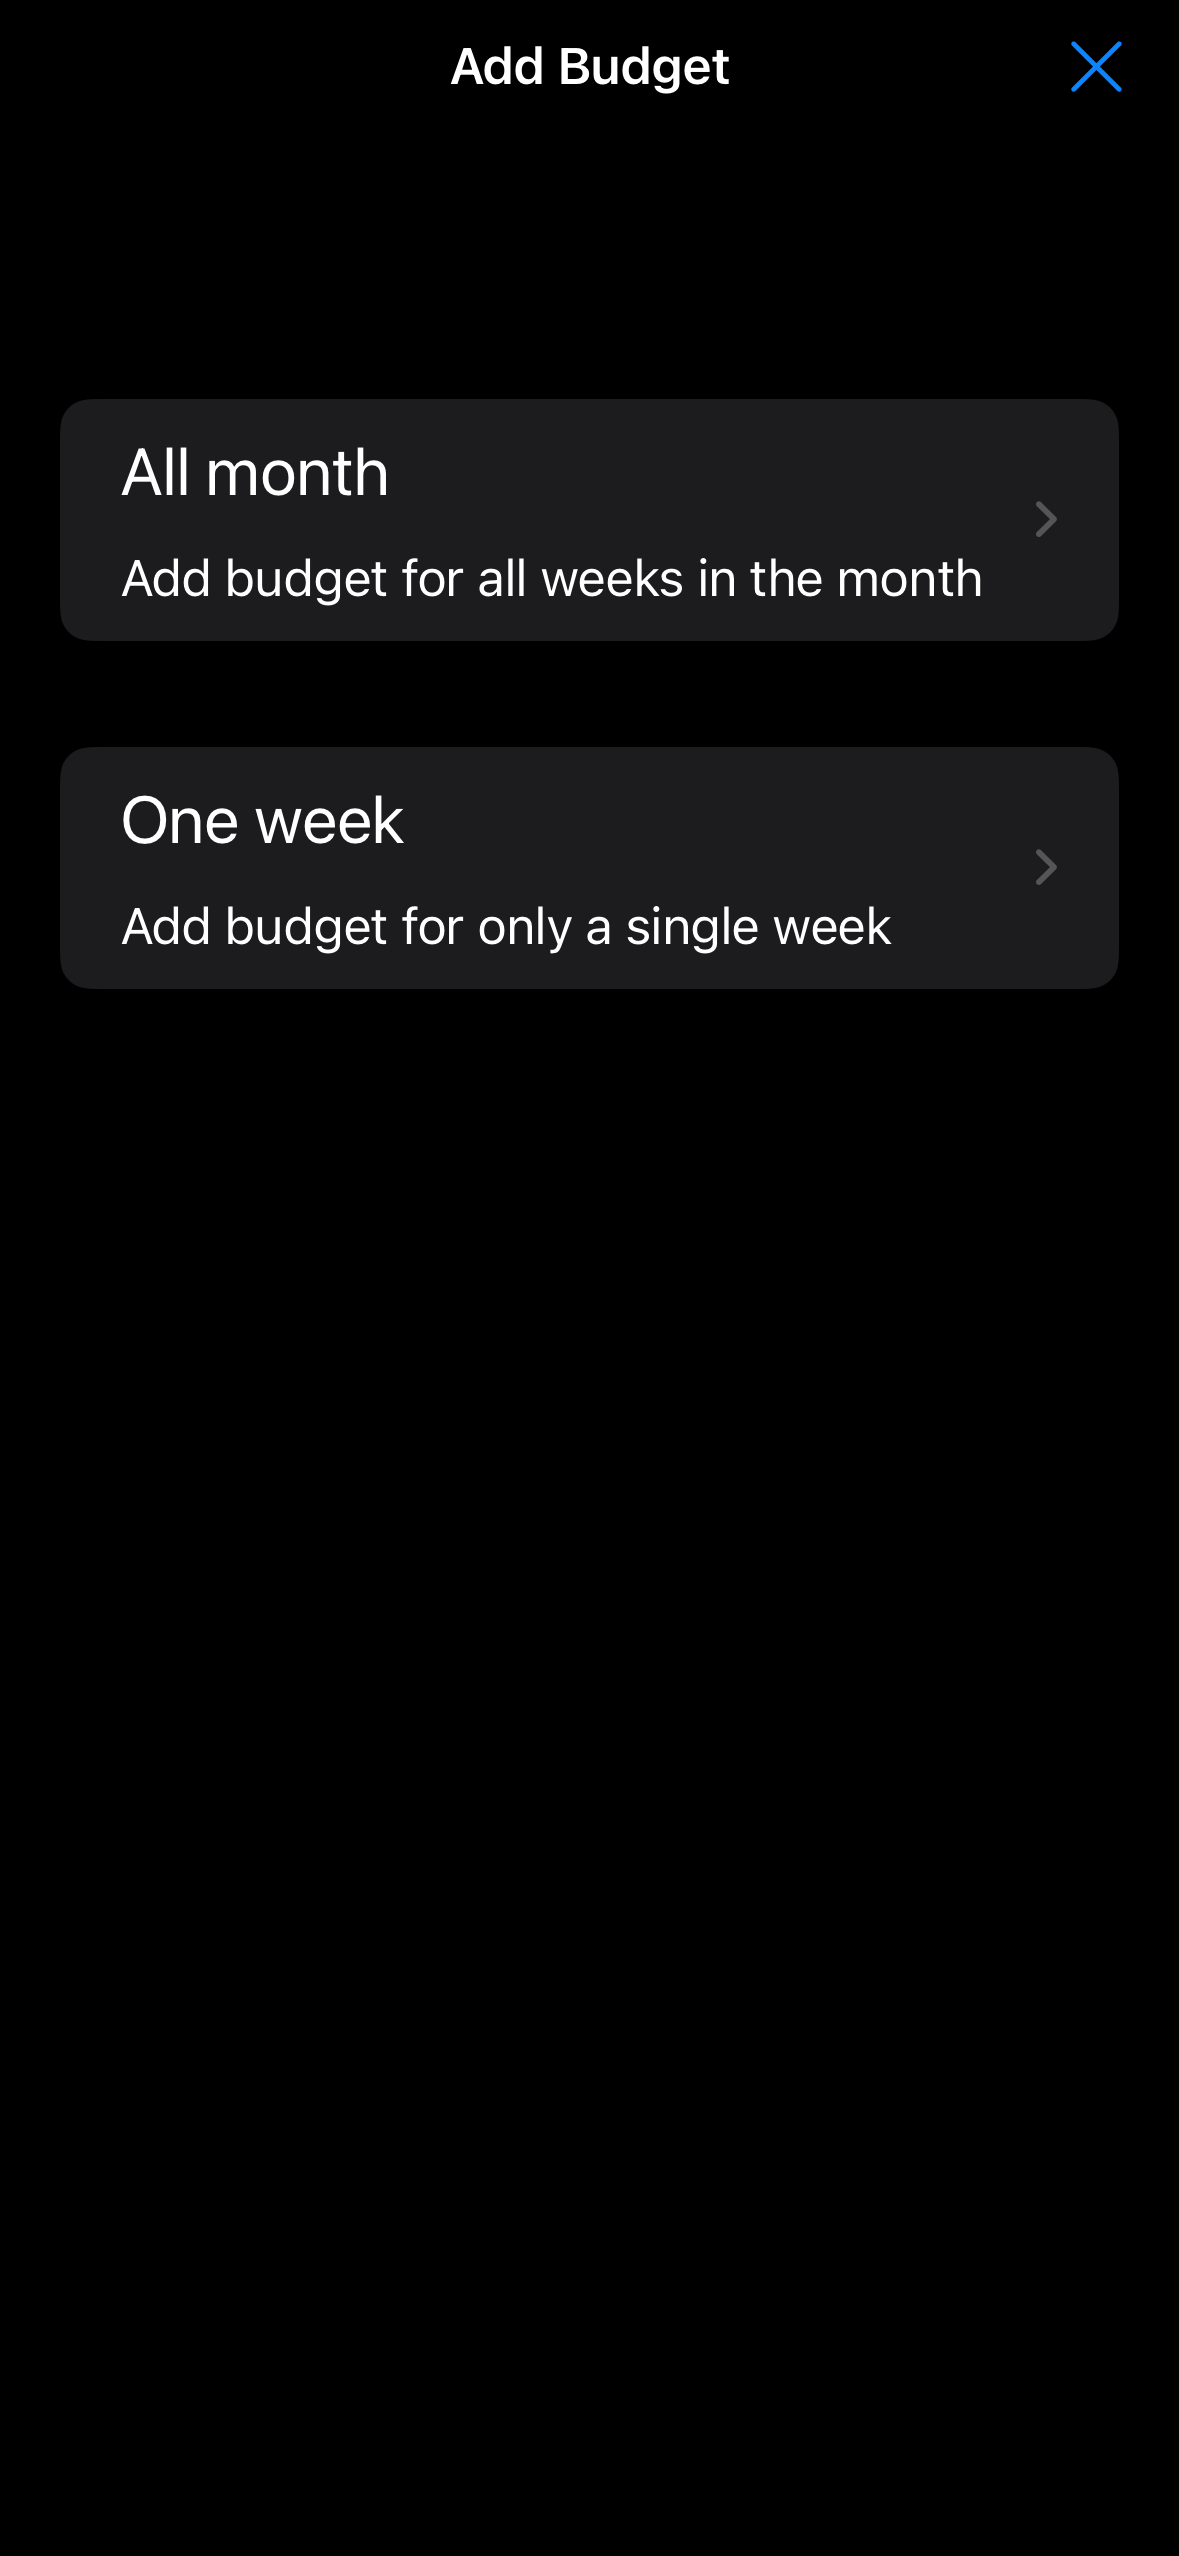 Add Budget
All month
Add budget for all weeks in the month
One week
Add budget for only a single week